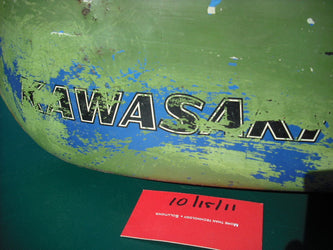 KAWASAKI
10/15/11
More than technology's
Solutions